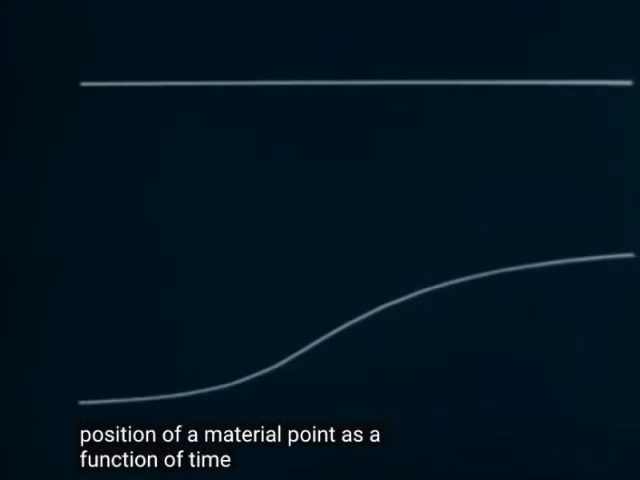 position of a material point as a
function of time